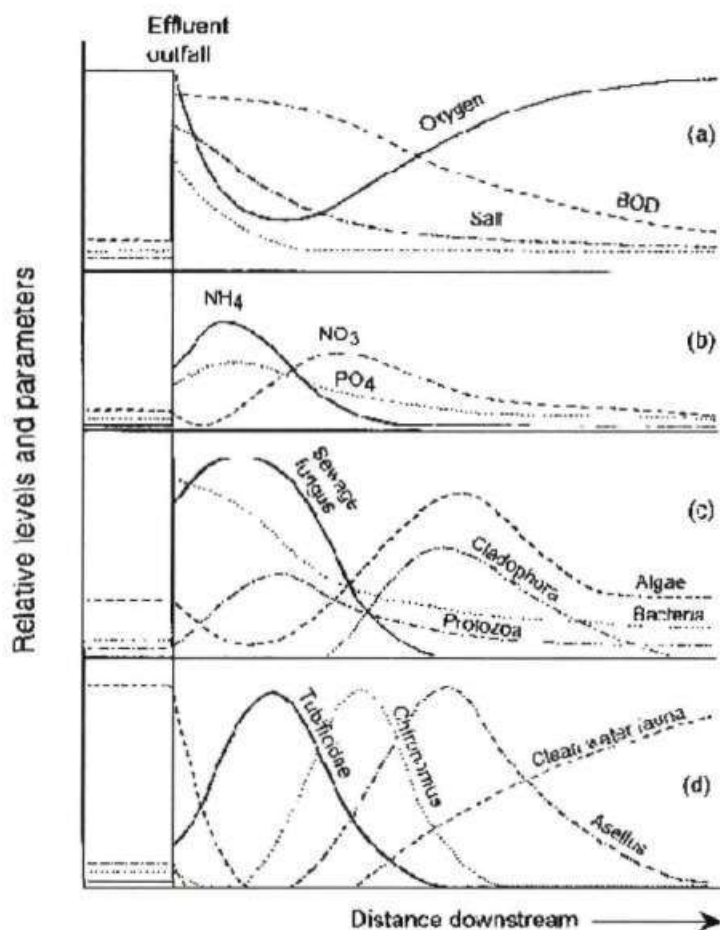 Effluent
outfall
Oxygen
(a)
BOD
Salt
NH4
NO3
(b)
PO4
Sewage
fungus
(c)
Cladophura
Algae
Bacteria
Protozoa
Tubificidae
Chironomus
Clean water fauna
(d)
Asellus
Relative levels and parameters
Distance downstream